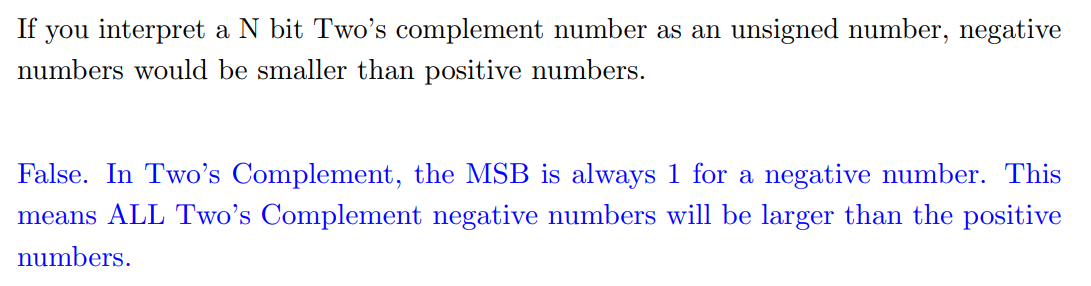 If you interpret a N bit Two’s complement number as an unsigned number, negative
numbers would be smaller than positive numbers.
False. In Two’s Complement, the MSB is always 1 for a negative number. This
means ALL Two’s Complement negative numbers will be larger than the positive
numbers.